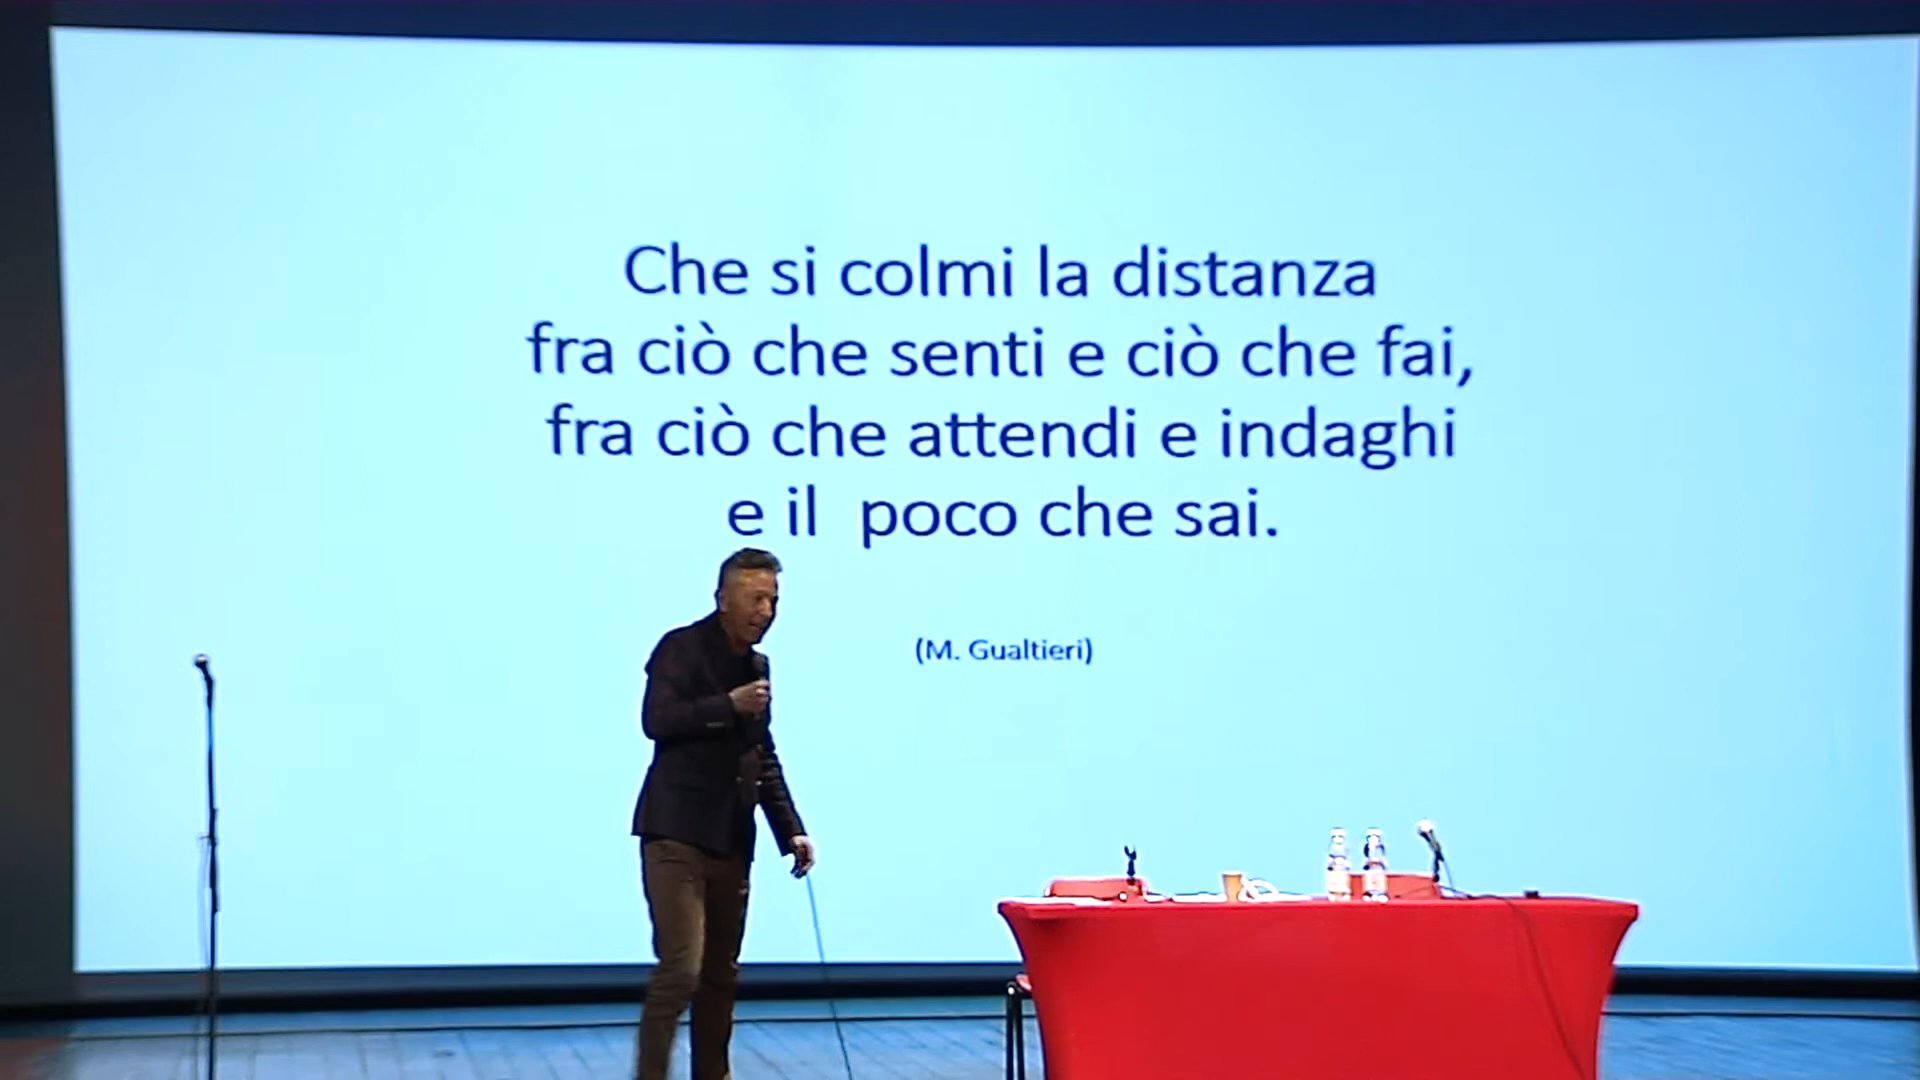 Che si colmi la distanza
fra ciò che senti e ciò che fai,
fra ciò che attendi e indaghi
e il  poco che sai.
(M. Gualtieri)